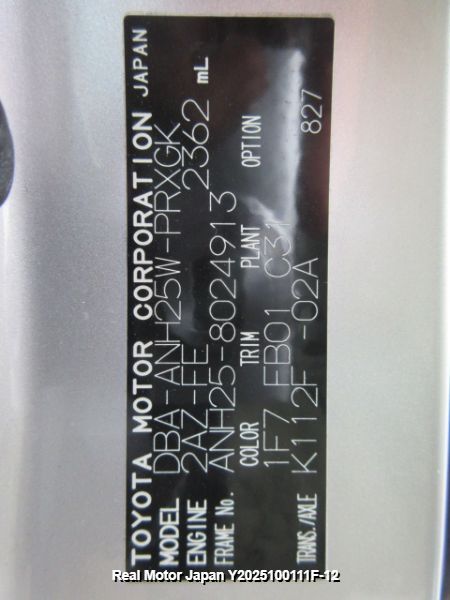 TOYOTA MOTOR CORPORATION JAPAN
MODEL DBA-ANH25W-PRXGK
ENGINE 2AZ-FE 2362 mL
FRAME No. ANH25-8024913
COLOR TRIM PLANT OPTION
1F7 FB01 C31
TRANS./AXLE K112F -02A 827
Real Motor Japan Y2025100111F-12